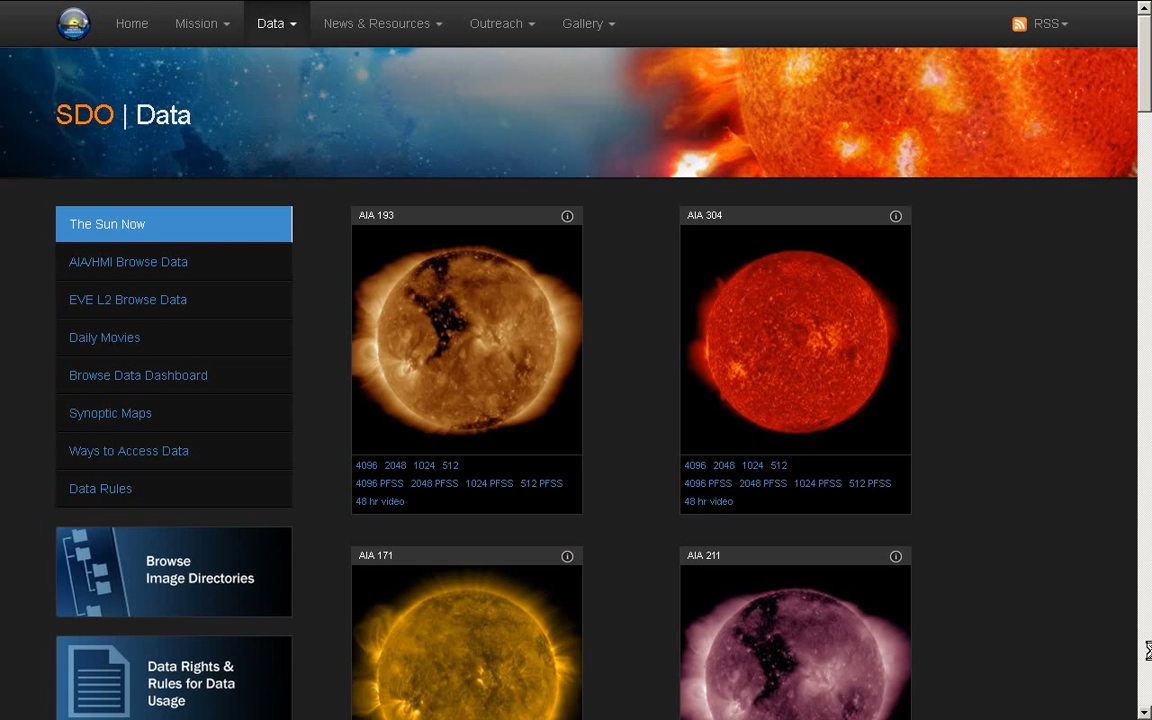 Home Mission Data News & Resources Outreach Gallery RSS
SDO | Data
The Sun Now
AIA/HMI Browse Data
EVE L2 Browse Data
Daily Movies
Browse Data Dashboard
Synoptic Maps
Ways to Access Data
Data Rules
Browse
Image Directories
Data Rights &
Rules for Data
Usage
AIA 193
4096 2048 1024 512
4096 PFSS 2048 PFSS 1024 PFSS 512 PFSS
48 hr video
AIA 304
4096 2048 1024 512
4096 PFSS 2048 PFSS 1024 PFSS 512 PFSS
48 hr video
AIA 171
AIA 211